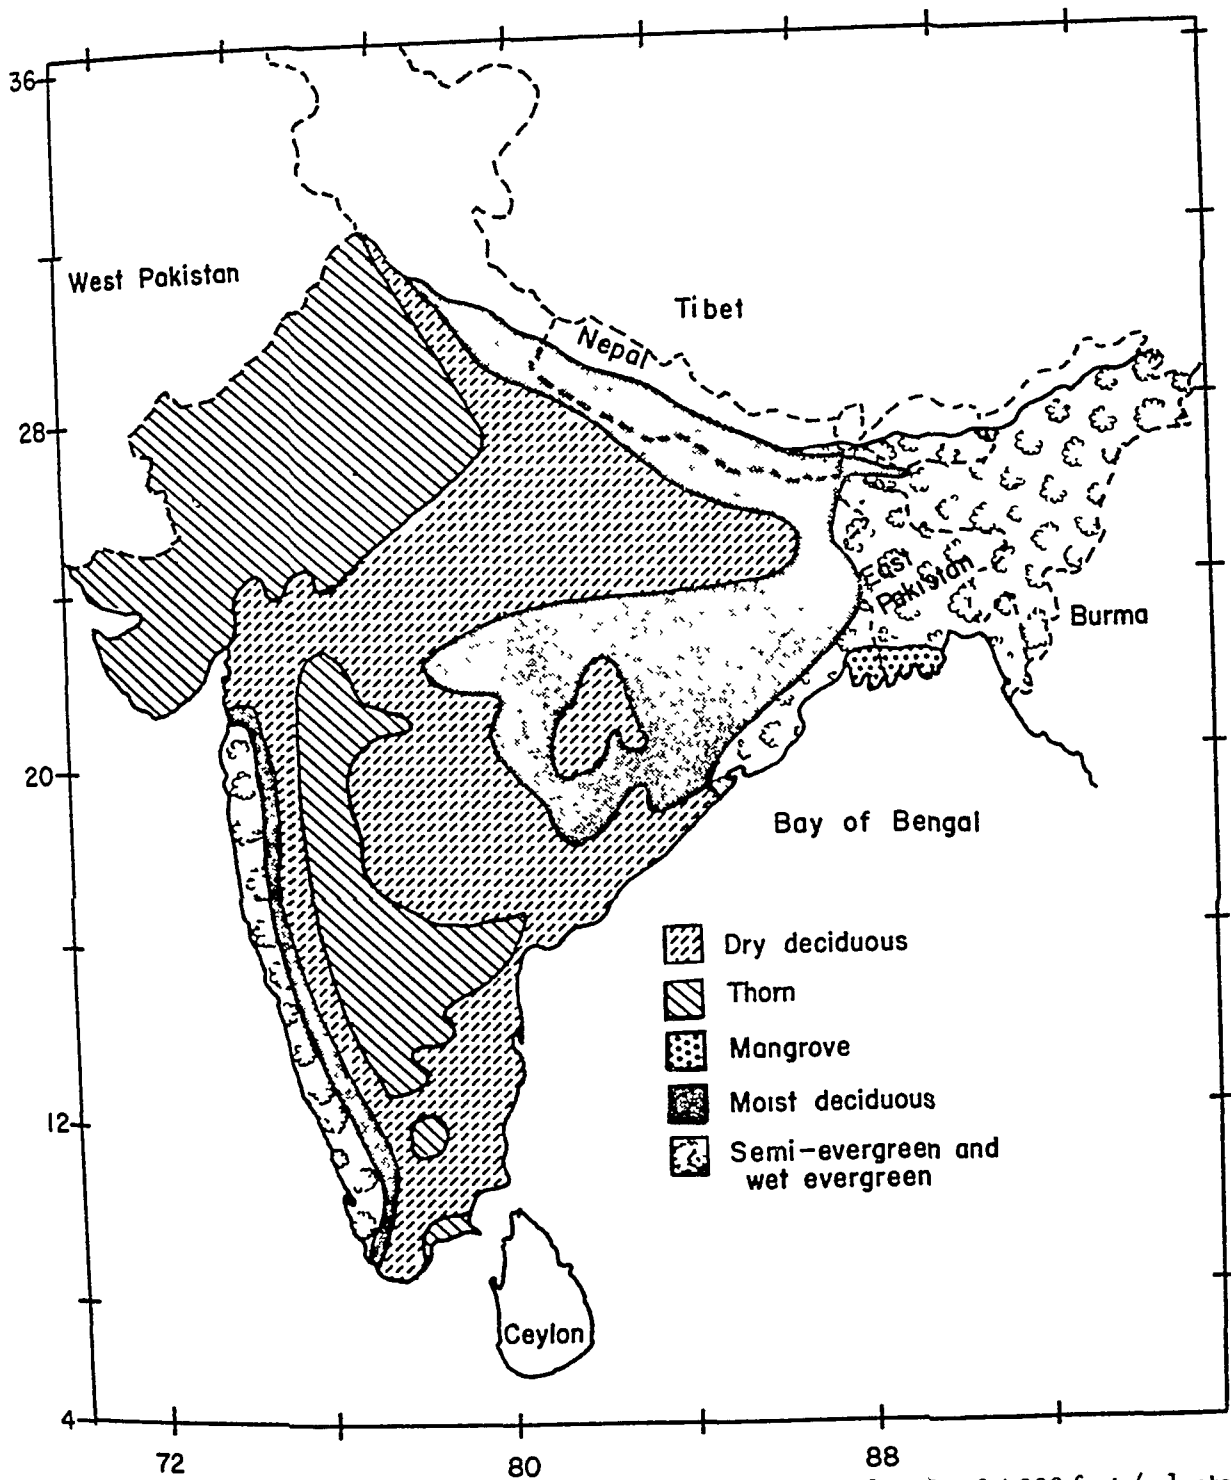 36
West Pakistan
Tibet
Nepal
28
East
Pakistan
Burma
20
Bay of Bengal
Dry deciduous
Thorn
Mangrove
Moist deciduous
Semi-evergreen and
wet evergreen
12
Ceylon
4
72
80
88